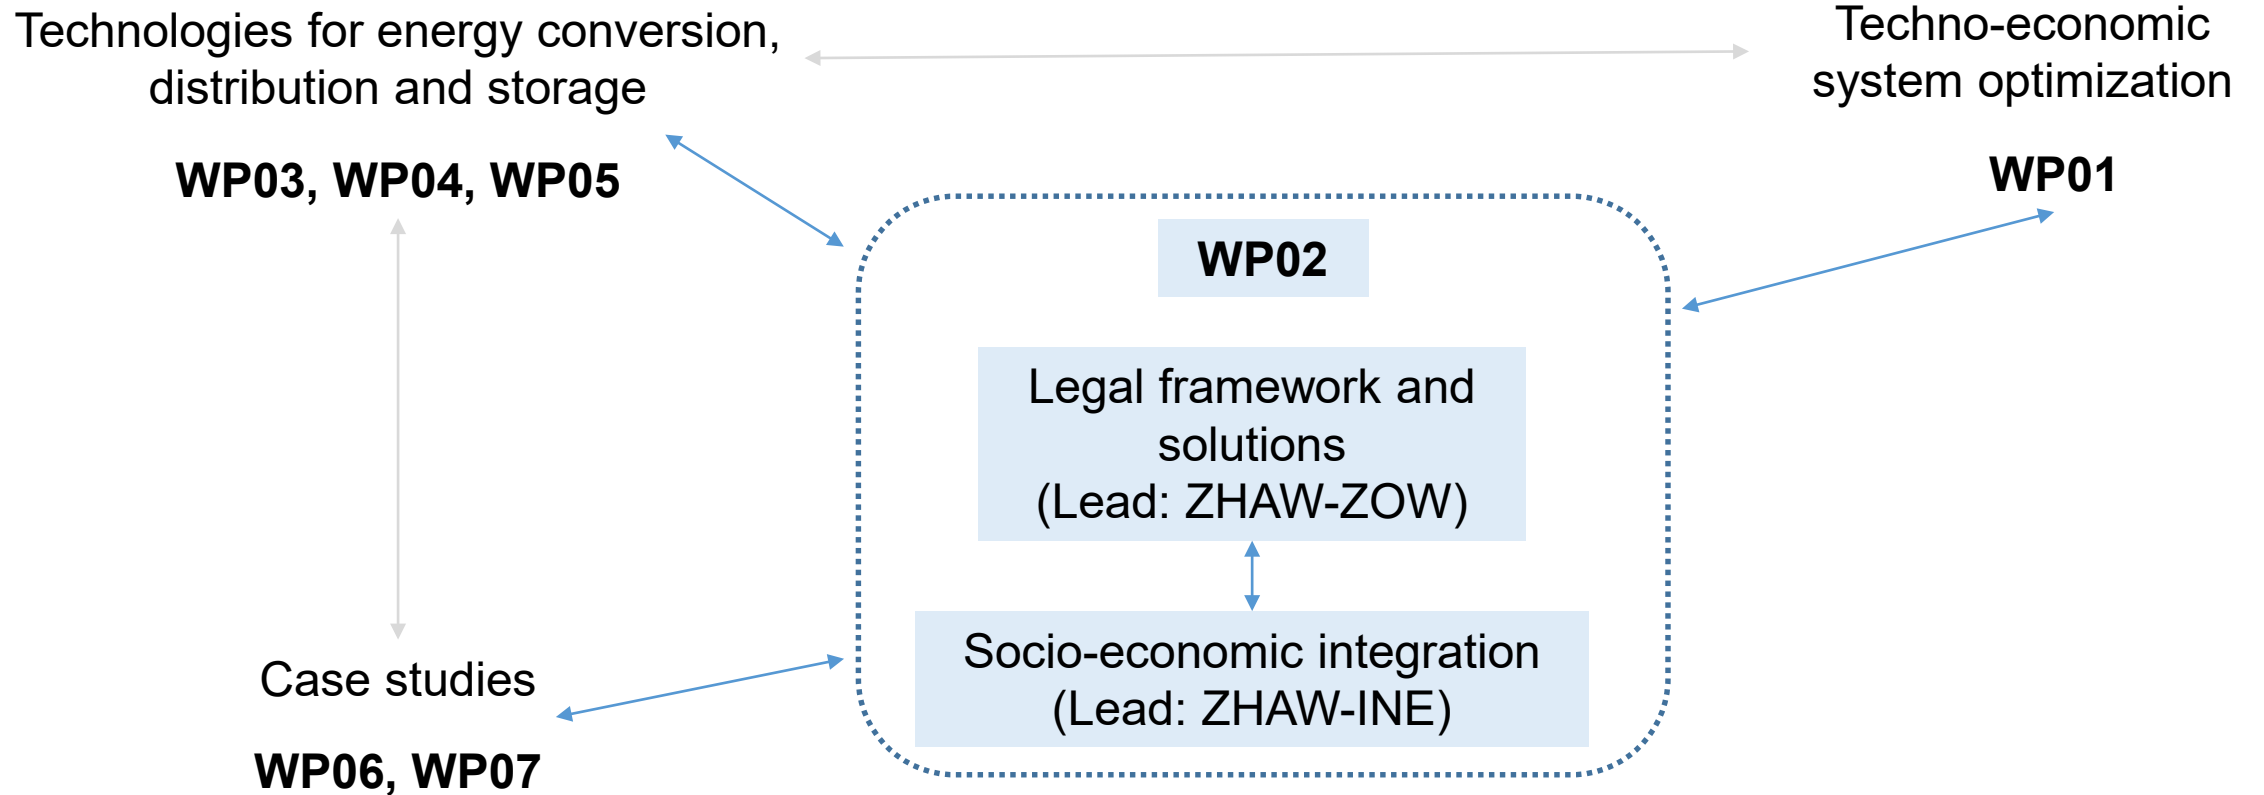 Technologies for energy conversion,
distribution and storage
WP03, WP04, WP05
Techno-economic
system optimization
WP01
WP02
Legal framework and
solutions
(Lead: ZHAW-ZOW)
Socio-economic integration
(Lead: ZHAW-INE)
Case studies
WP06, WP07